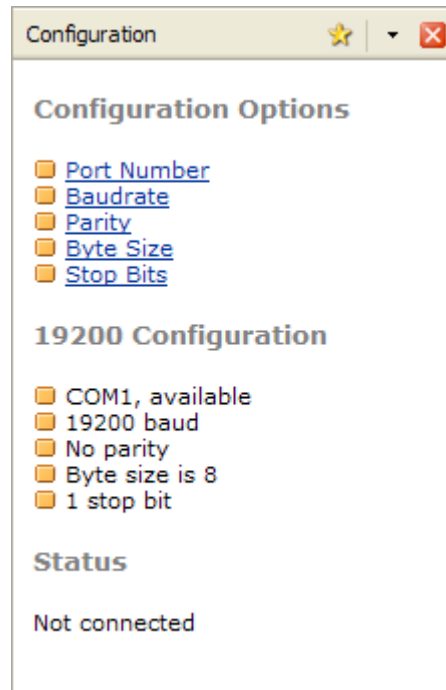 Configuration
Configuration Options
Port Number
Baudrate
Parity
Byte Size
Stop Bits
19200 Configuration
COM1, available
19200 baud
No parity
Byte size is 8
1 stop bit
Status
Not connected